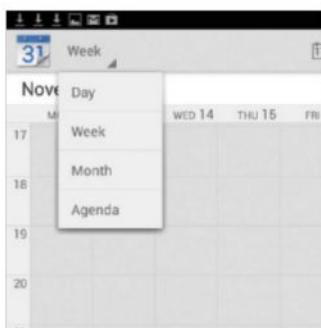 31 Week
Nove
Day
M WED 14 THU 15 FRI
17
Week
Month
18
Agenda
19
20